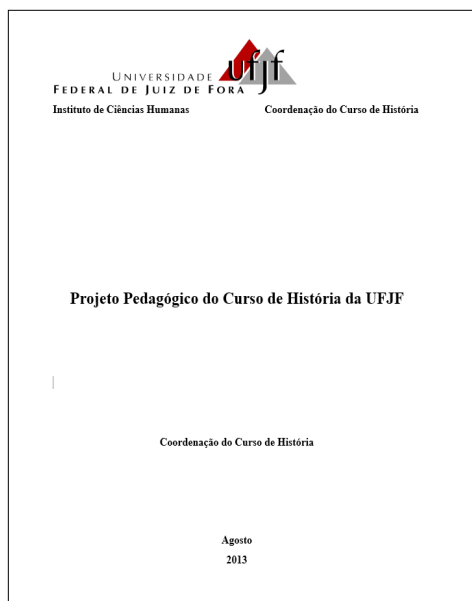 UNIVERSIDADE ufjf
FEDERAL DE JUIZ DE FORA
Instituto de Ciências Humanas Coordenação do Curso de História
Projeto Pedagógico do Curso de História da UFJF
Coordenação do Curso de História
Agosto
2013